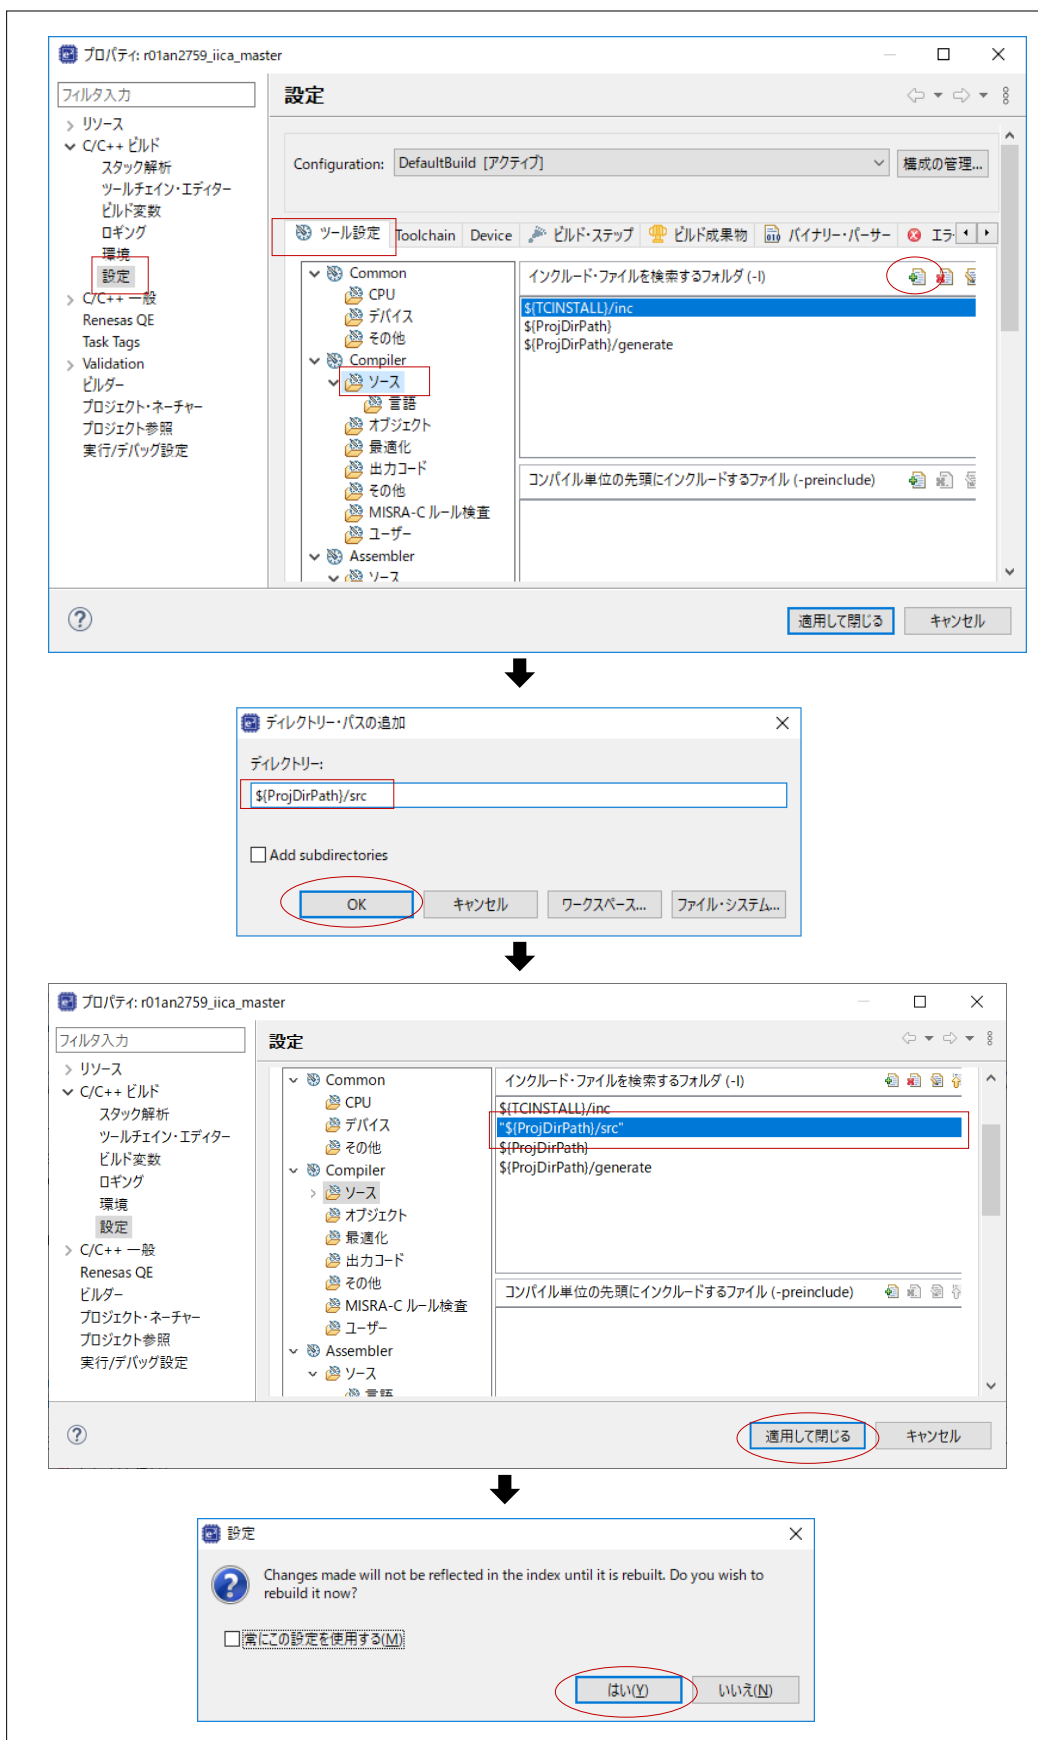 プロパティ: r01an2759_iica_master
フィルタ入力
設定
リソース
C/C++ ビルド
スタック解析
ツールチェイン・エディター
ビルド変数
ロギング
環境
設定
C/C++ 一般
Renesas QE
Task Tags
Validation
ビルダー
プロジェクト・ネーチャー
プロジェクト参照
実行/デバッグ設定
Configuration: DefaultBuild [アクティブ] 構成の管理...
ツール設定 Toolchain Device ビルド・ステップ ビルド成果物 バイナリー・パーサー エラー
Common
CPU
デバイス
その他
Compiler
ソース
言語
オブジェクト
最適化
出力コード
その他
MISRA-C ルール検査
ユーザー
Assembler
ソース
インクルード・ファイルを検索するフォルダ (-I)
${TCINSTALL}/inc
${ProjDirPath}
${ProjDirPath}/generate
コンパイル単位の先頭にインクルードするファイル (-preinclude)
適用して閉じる キャンセル
ディレクトリー・パスの追加
ディレクトリー:
${ProjDirPath}/src
Add subdirectories
OK キャンセル ワークスペース... ファイル・システム...
プロパティ: r01an2759_iica_master
フィルタ入力
設定
リソース
C/C++ ビルド
スタック解析
ツールチェイン・エディター
ビルド変数
ロギング
環境
設定
C/C++ 一般
Renesas QE
ビルダー
プロジェクト・ネーチャー
プロジェクト参照
実行/デバッグ設定
Common
CPU
デバイス
その他
Compiler
ソース
オブジェクト
最適化
出力コード
その他
MISRA-C ルール検査
ユーザー
Assembler
ソース
言語
インクルード・ファイルを検索するフォルダ (-I)
${TCINSTALL}/inc
"${ProjDirPath}/src"
${ProjDirPath}
${ProjDirPath}/generate
コンパイル単位の先頭にインクルードするファイル (-preinclude)
適用して閉じる キャンセル
設定
Changes made will not be reflected in the index until it is rebuilt. Do you wish to
rebuild it now?
常にこの設定を使用する(M)
はい(Y) いいえ(N)